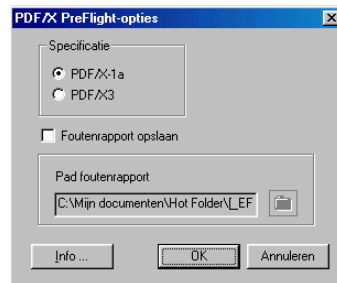 PDF/X PreFlight-opties
Specificatie
PDF/X-1a
PDF/X3
Foutenrapport opslaan
Pad foutenrapport
C:\Mijn documenten\Hot Folder\[_EF
Info ...
OK
Annuleren